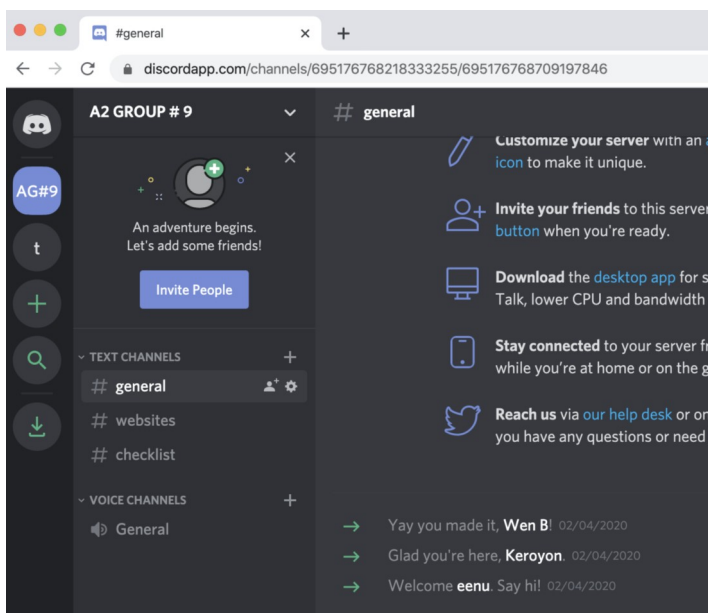 #general
discordapp.com/channels/695176768218333255/695176768709197846
A2 GROUP # 9
# general
AG#9
t
An adventure begins.
Let's add some friends!
Invite People
TEXT CHANNELS
# general
# websites
# checklist
VOICE CHANNELS
General
Customize your server with an
icon to make it unique.
Invite your friends to this server
button when you're ready.
Download the desktop app for
Talk, lower CPU and bandwidth
Stay connected to your server
while you're at home or on the
Reach us via our help desk or
you have any questions or need
Yay you made it, Wen B! 02/04/2020
Glad you're here, Keroyon. 02/04/2020
Welcome eenu. Say hi! 02/04/2020